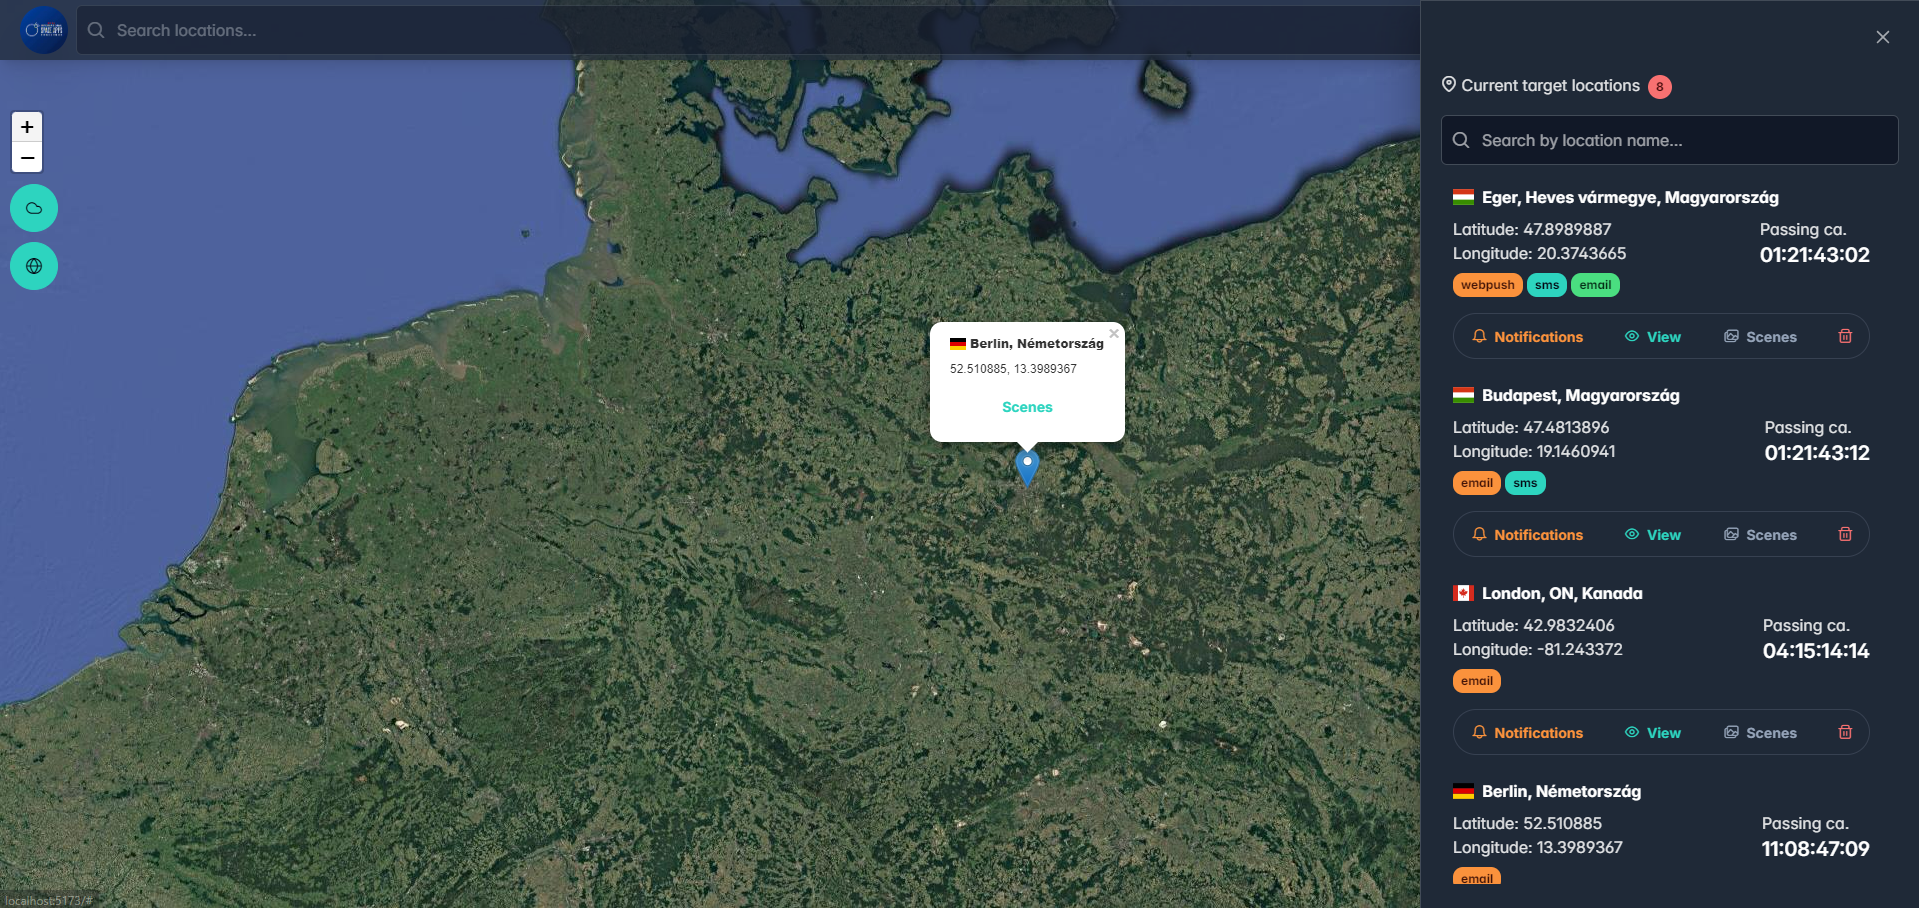 SPACE APPS
Search locations...
+
−
Berlin, Németország
52.510885, 13.3989367
Scenes
localhost:5173/#
Current target locations 8
Search by location name...
Eger, Heves vármegye, Magyarország
Latitude: 47.8989887
Longitude: 20.3743665
Passing ca.
01:21:43:02
webpush sms email
Notifications View Scenes
Budapest, Magyarország
Latitude: 47.4813896
Longitude: 19.1460941
Passing ca.
01:21:43:12
email sms
Notifications View Scenes
London, ON, Kanada
Latitude: 42.9832406
Longitude: -81.243372
Passing ca.
04:15:14:14
email
Notifications View Scenes
Berlin, Németország
Latitude: 52.510885
Longitude: 13.3989367
Passing ca.
11:08:47:09
email